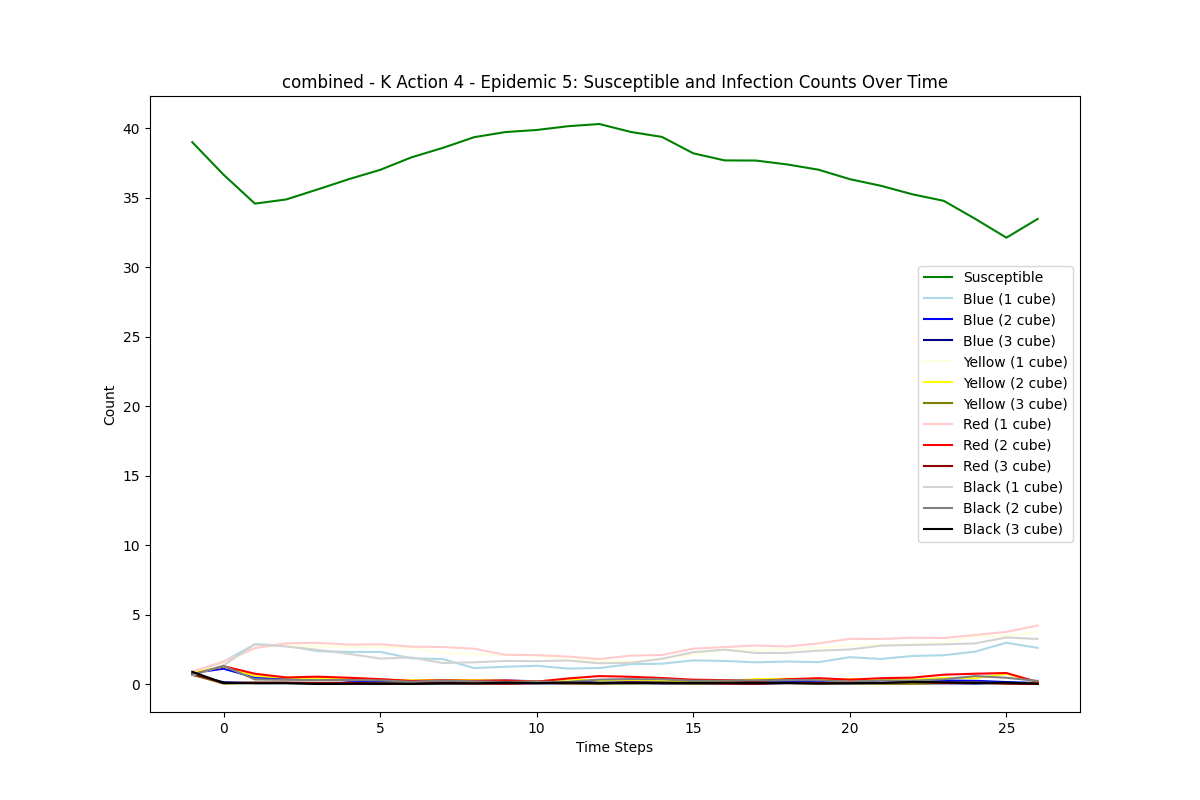 combined - K Action 4 - Epidemic 5: Susceptible and Infection Counts Over Time
Count
40
35
30
25
20
15
10
5
0
Susceptible
Blue (1 cube)
Blue (2 cube)
Blue (3 cube)
Yellow (1 cube)
Yellow (2 cube)
Yellow (3 cube)
Red (1 cube)
Red (2 cube)
Red (3 cube)
Black (1 cube)
Black (2 cube)
Black (3 cube)
0 5 10 15 20 25
Time Steps